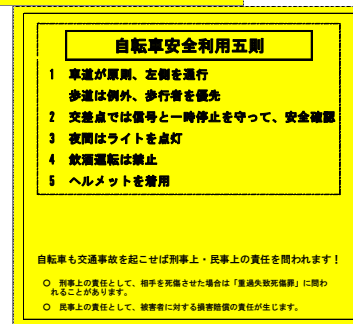 自転車安全利用五則
1 車道が原則、左側を通行
歩道は例外、歩行者を優先
2 交差点では信号と一時停止を守って、安全確認
3 夜間はライトを点灯
4 飲酒運転は禁止
5 ヘルメットを着用
自転車も交通事故を起こせば刑事上・民事上の責任を問われます！
○ 刑事上の責任として、相手を死傷させた場合は「重過失致死傷罪」に問わ
れることがあります。
○ 民事上の責任として、被害者に対する損害賠償の責任が生じます。